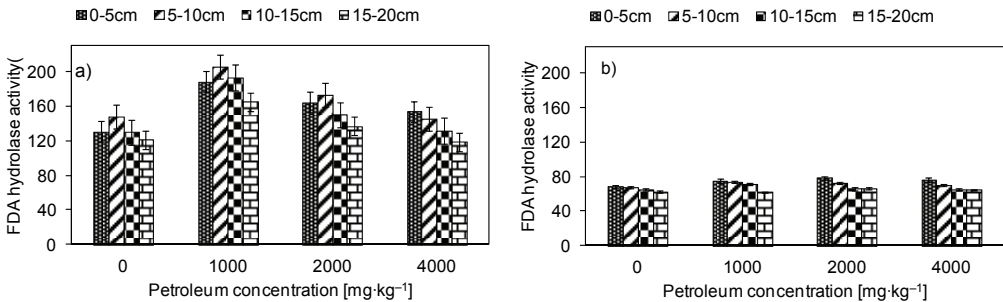 0-5cm 5-10cm 10-15cm 15-20cm
FDA hydrolase activity(
a)
200
160
120
80
40
0
0 1000 2000 4000
Petroleum concentration [mg·kg⁻¹)
0-5cm 5-10cm 10-15cm 15-20cm
FDA hydrolase activity
b)
200
160
120
80
40
0
0 1000 2000 4000
Petroleum concentration [mg·kg⁻¹)